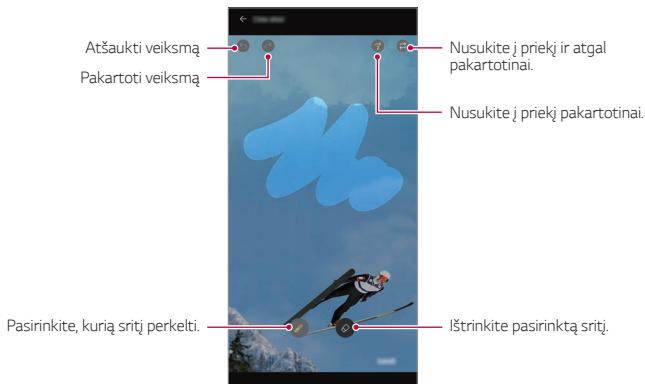 Atšaukti veiksmą
Pakartoti veiksmą
Nusukite į priekį ir atgal
pakartotinai.
Nusukite į priekį pakartotinai.
Pasirinkite, kurią sritį perkelti.
Ištrinkite pasirinktą sritį.